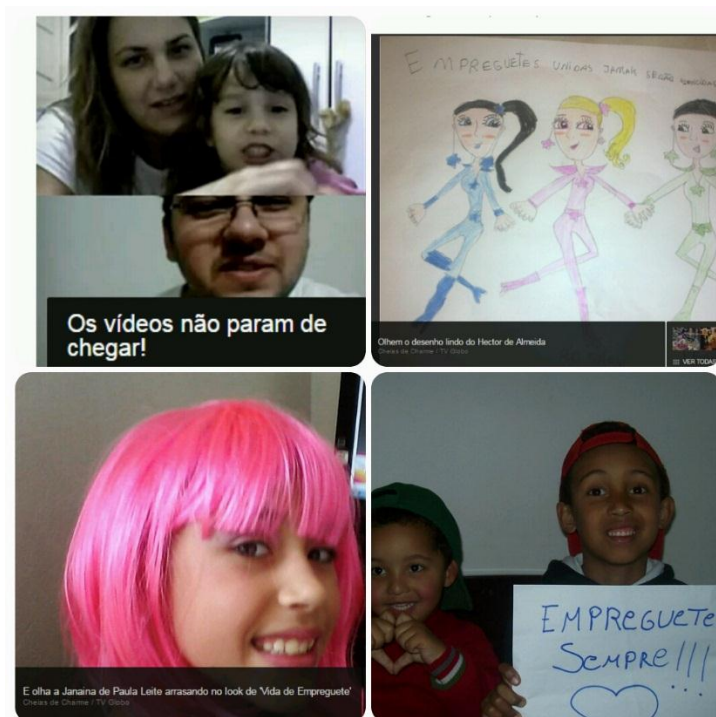 Os vídeos não param de
chegar!
EMPREGUETES UNIDAS JAMAIS SERÃO
Olhem o desenho lindo do Hector de Almeida
Cheias de Charme / TV Globo
VER TODAS
E olha a Janaina de Paula Leite arrasando no look de 'Vida de Empreguete'
Cheias de Charme / TV Globo
EMPREGUETE
SEMPRE!!!